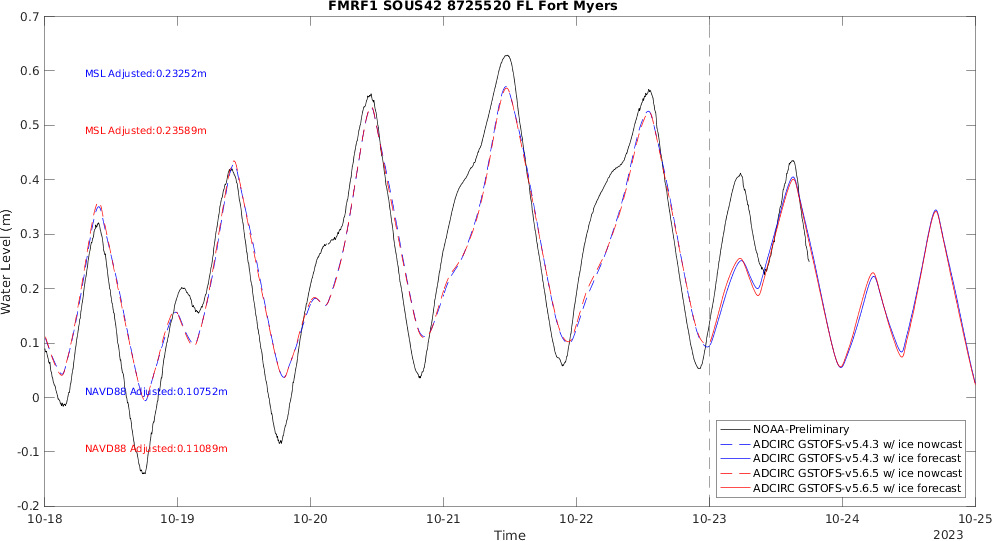 FMRF1 SOUS42 8725520 FL Fort Myers
0.7
0.6
0.5
0.4
0.3
0.2
0.1
0
-0.1
-0.2
Water Level (m)
MSL Adjusted:0.23252m
MSL Adjusted:0.23589m
NAVD88 Adjusted:0.10752m
NAVD88 Adjusted:0.11089m
NOAA-Preliminary
ADCIRC GSTOFS-v5.4.3 w/ ice nowcast
ADCIRC GSTOFS-v5.4.3 w/ ice forecast
ADCIRC GSTOFS-v5.6.5 w/ ice nowcast
ADCIRC GSTOFS-v5.6.5 w/ ice forecast
10-18 10-19 10-20 10-21 10-22 10-23 10-24 10-25
Time
2023